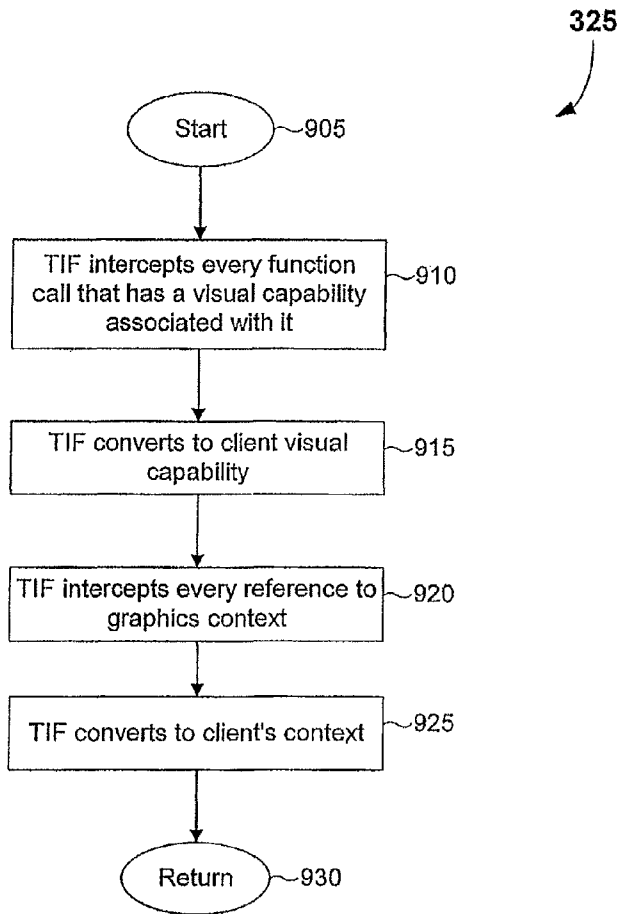 325
Start
905
TIF intercepts every function
call that has a visual capability
associated with it
910
TIF converts to client visual
capability
915
TIF intercepts every reference to
graphics context
920
TIF converts to client's context
925
Return
930